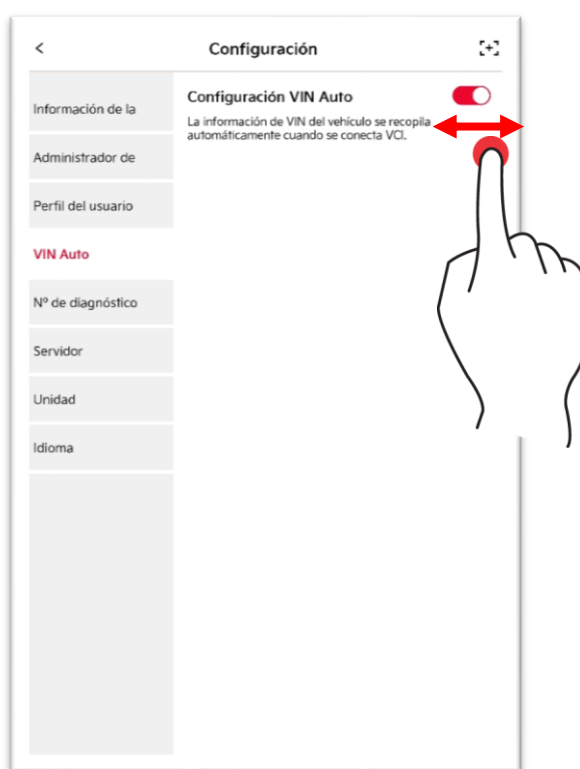 Configuración
Información de la
Administrador de
Perfil del usuario
VIN Auto
Nº de diagnóstico
Servidor
Unidad
Idioma
Configuración VIN Auto
La información de VIN del vehículo se recopila
automáticamente cuando se conecta VCI.